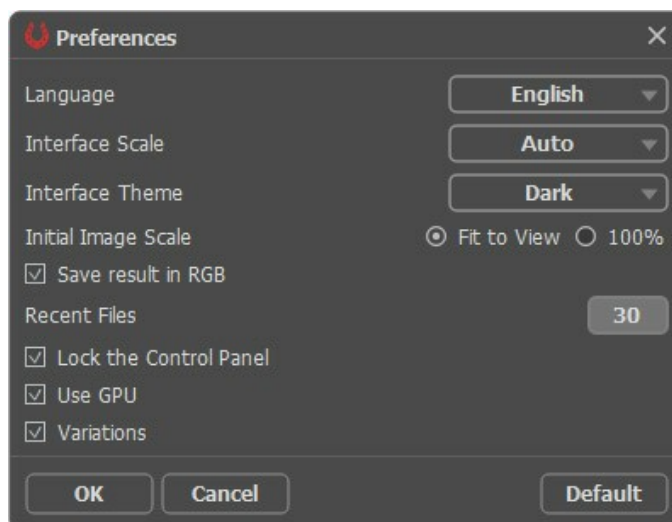 Preferences
Language English
Interface Scale Auto
Interface Theme Dark
Initial Image Scale Fit to View 100%
Save result in RGB
Recent Files 30
Lock the Control Panel
Use GPU
Variations
OK Cancel Default